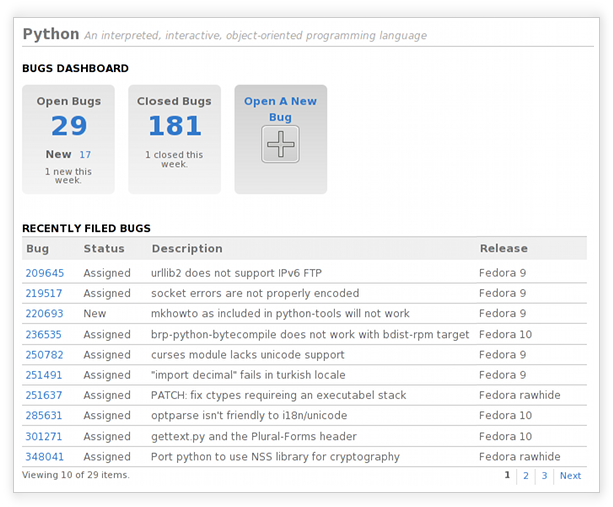 Python An interpreted, interactive, object-oriented programming language
BUGS DASHBOARD
Open Bugs
29
New 17
1 new this
week.
Closed Bugs
181
1 closed this
week.
Open A New
Bug
RECENTLY FILED BUGS
Bug Status Description Release
209645 Assigned urllib2 does not support IPv6 FTP Fedora 9
219517 Assigned socket errors are not properly encoded Fedora 9
220693 New mkhowto as included in python-tools will not work Fedora 9
236535 Assigned brp-python-bytecompile does not work with bdist-rpm target Fedora 10
250782 Assigned curses module lacks unicode support Fedora 9
251491 Assigned "import decimal" fails in turkish locale Fedora 9
251637 Assigned PATCH: fix ctypes requireing an executabel stack Fedora rawhide
285631 Assigned optparse isn't friendly to i18n/unicode Fedora 10
301271 Assigned gettext.py and the Plural-Forms header Fedora 10
348041 Assigned Port python to use NSS library for cryptography Fedora rawhide
Viewing 10 of 29 items. 1 2 3 Next